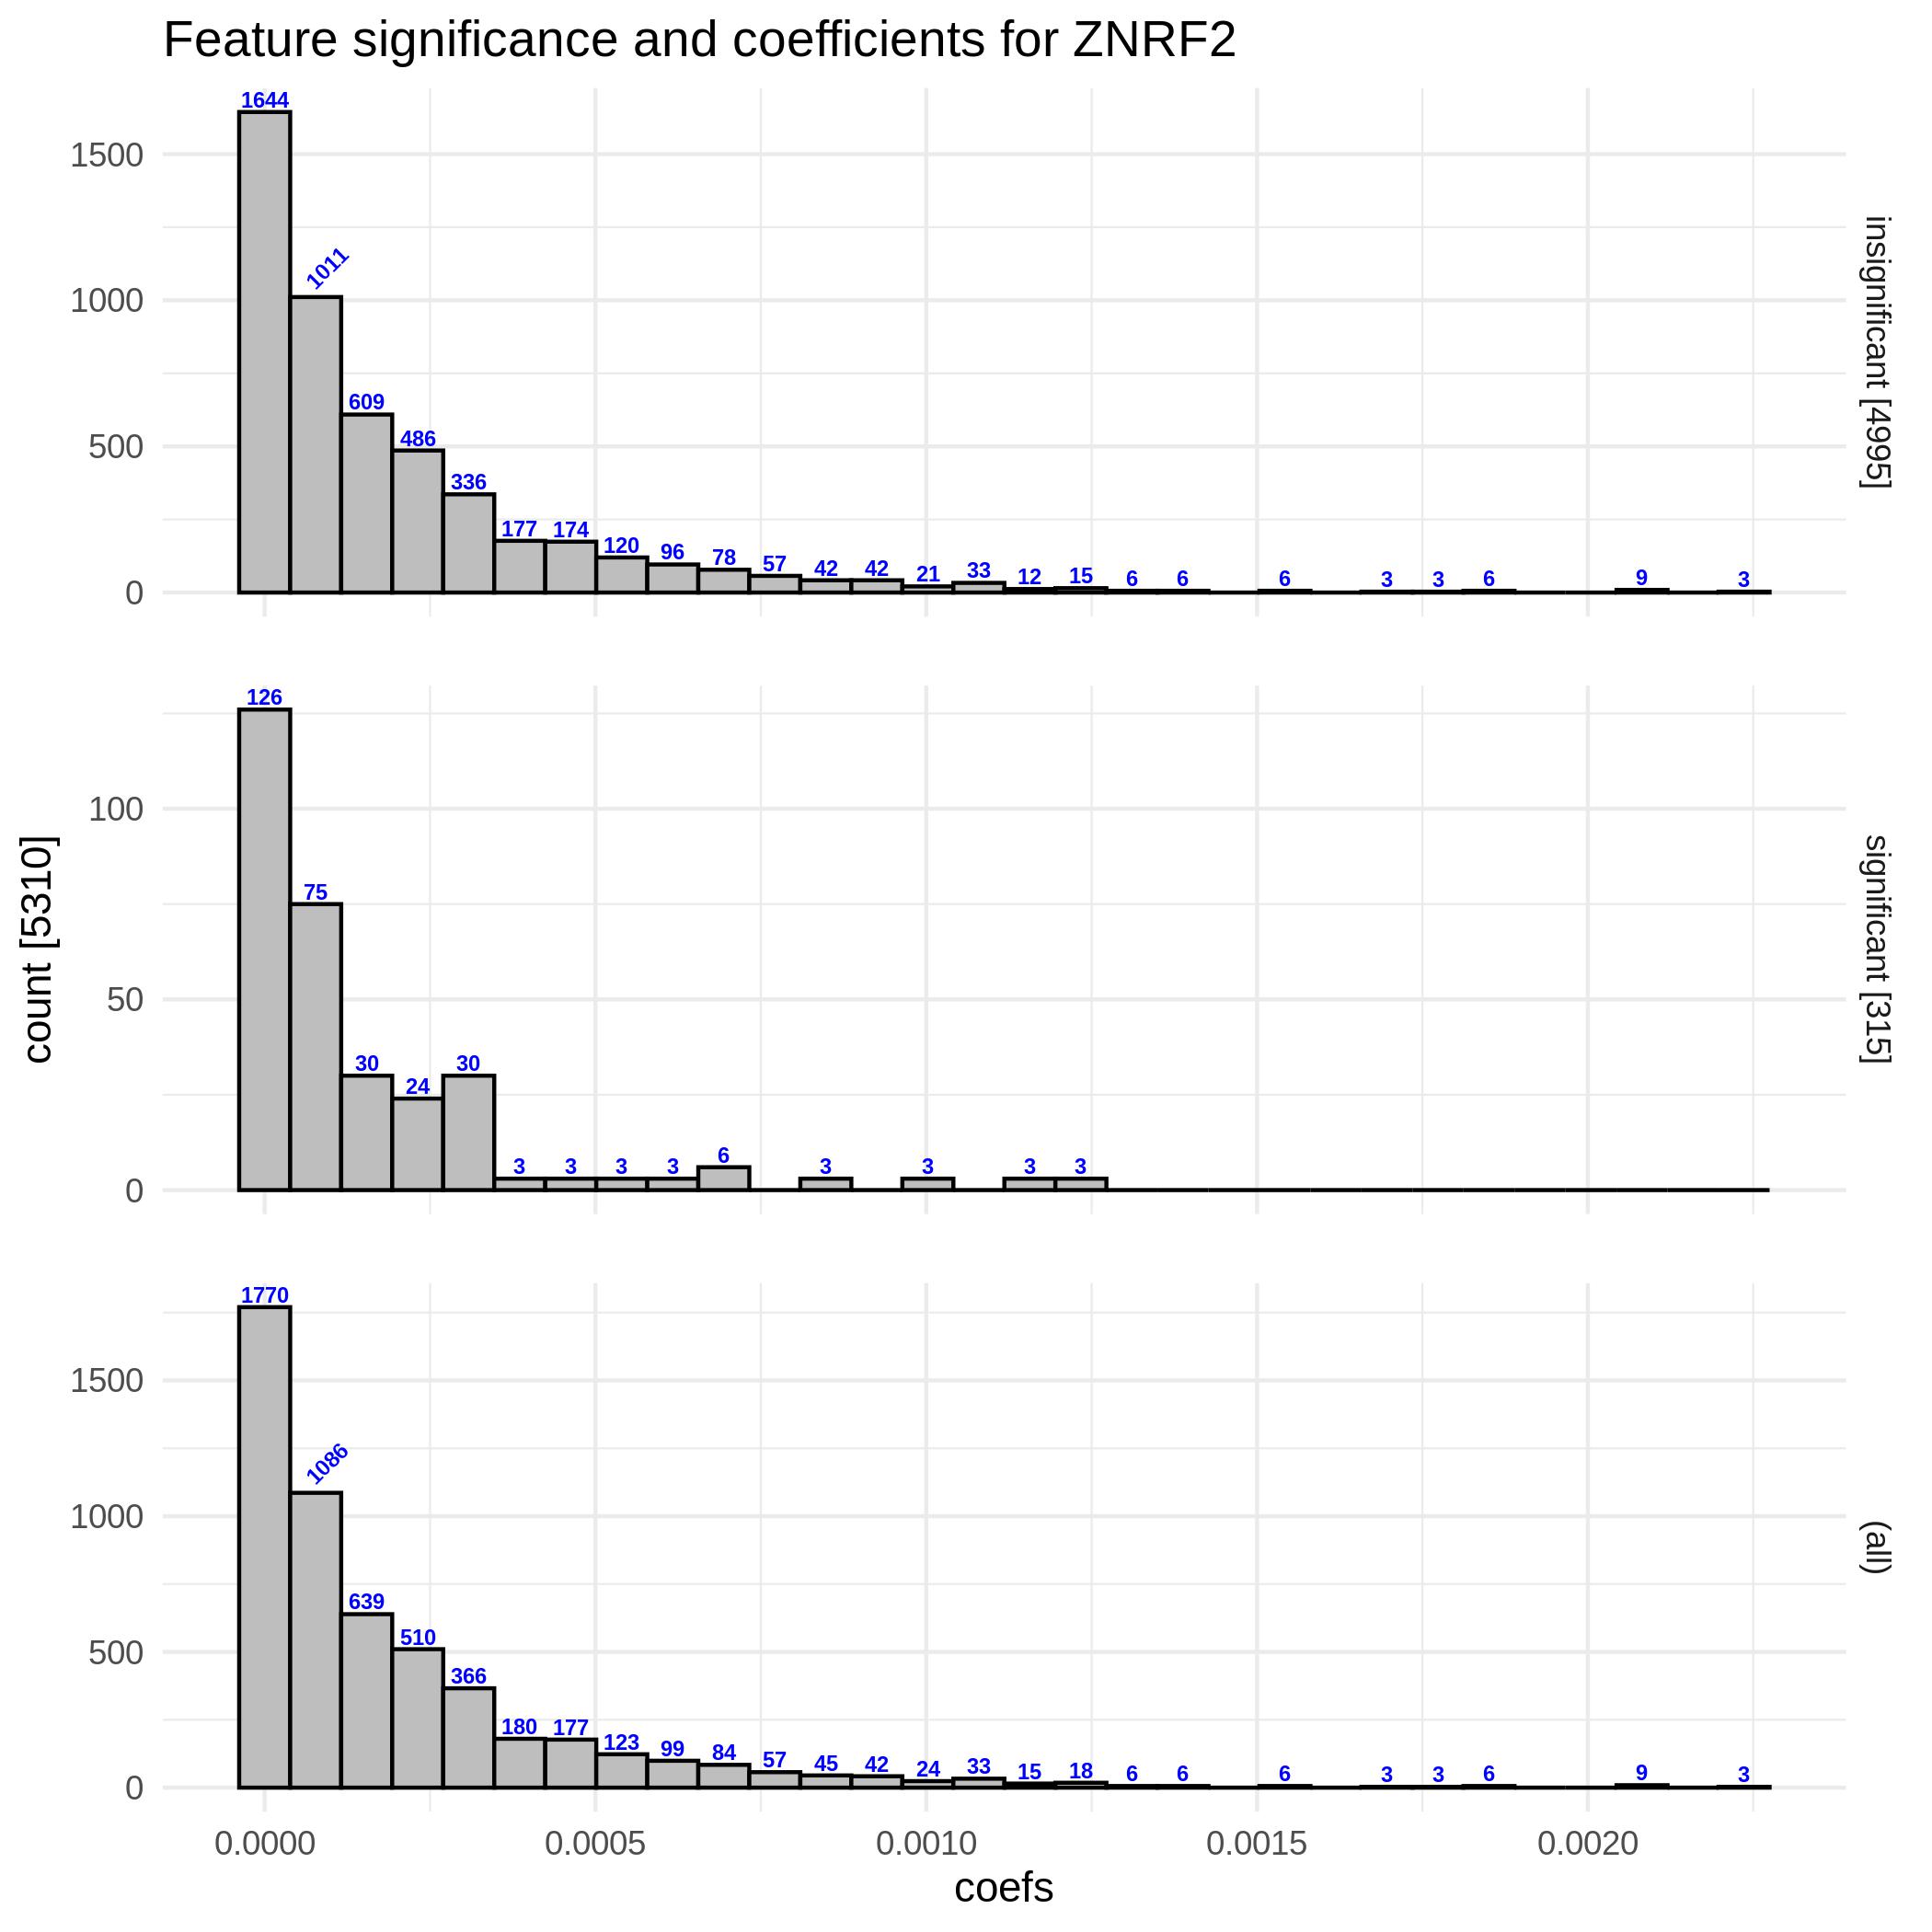 Feature significance and coefficients for ZNRF2
1644
1500
1011
1000
609
486
500
336
177 174 120 96 78 57 42 42 21 33 12 15 6 6 6 3 3 6 9 3
0
insignificant [4995]
126
100
75
50
30 24 30
3 3 3 3 6 3 3 3 3
0
significant [315]
count [5310]
1770
1500
1086
1000
639
510
500
366
180 177 123 99 84 57 45 42 24 33 15 18 6 6 6 3 3 6 9 3
0
(all)
0.0000 0.0005 0.0010 0.0015 0.0020
coefs